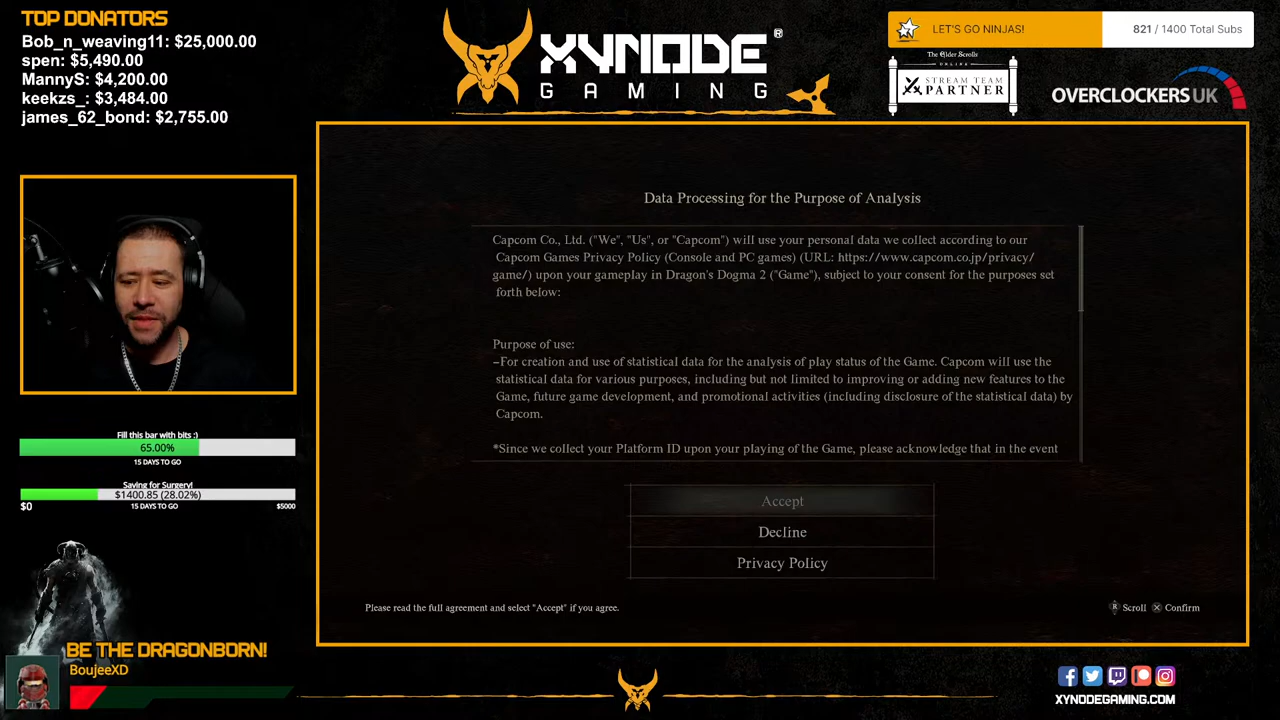 TOP DONATORS
Bob_n_weaving11: $25,000.00
spen: $5,490.00
MannyS: $4,200.00
keekzs_: $3,484.00
james_62_bond: $2,755.00
XYNODE®
GAMING
LET'S GO NINJAS!
821 / 1400 Total Subs
The Elder Scrolls
ONLINE
STREAM TEAM
PARTNER
OVERCLOCKERS UK
Data Processing for the Purpose of Analysis
Capcom Co., Ltd. ("We", "Us", or "Capcom") will use your personal data we collect according to our
Capcom Games Privacy Policy (Console and PC games) (URL: https://www.capcom.co.jp/privacy/
game/) upon your gameplay in Dragon's Dogma 2 ("Game"), subject to your consent for the purposes set
forth below:
Purpose of use:
–For creation and use of statistical data for the analysis of play status of the Game. Capcom will use the
statistical data for various purposes, including but not limited to improving or adding new features to the
Game, future game development, and promotional activities (including disclosure of the statistical data) by
Capcom.
*Since we collect your Platform ID upon your playing of the Game, please acknowledge that in the event
Accept
Decline
Privacy Policy
Please read the full agreement and select "Accept" if you agree.
R Scroll X Confirm
Fill this bar with bits :)
65.00%
15 DAYS TO GO
Saving for Surgery!
$1400.85 (28.02%)
$0 15 DAYS TO GO $5000
BE THE DRAGONBORN!
BoujeeXD
XYNODEGAMING.COM